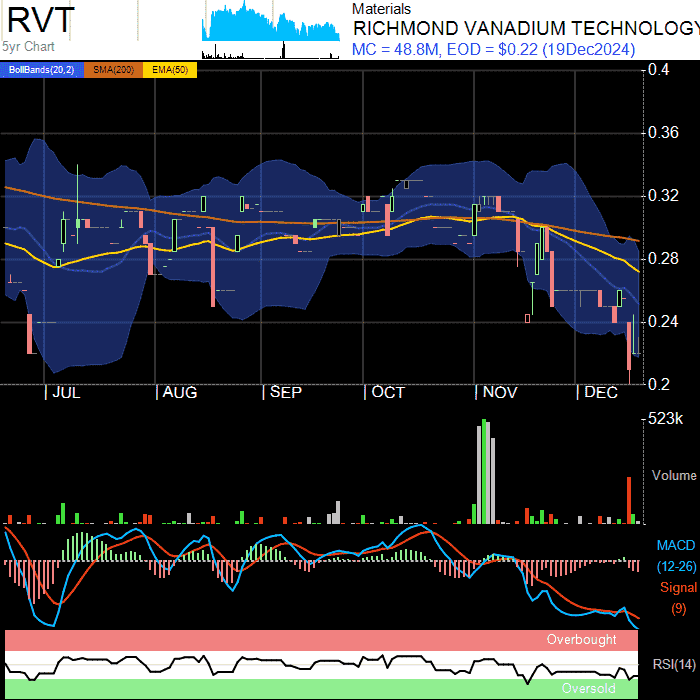 RVT
5yr Chart
Materials
RICHMOND VANADIUM TECHNOLOGY
MC = 48.8M, EOD = $0.22 (19Dec2024)
BollBands(20,2) SMA(200) EMA(50)
0.4
0.36
0.32
0.28
0.24
0.2
JUL AUG SEP OCT NOV DEC
523k
Volume
MACD
(12-26)
Signal
(9)
Overbought
RSI(14)
Oversold